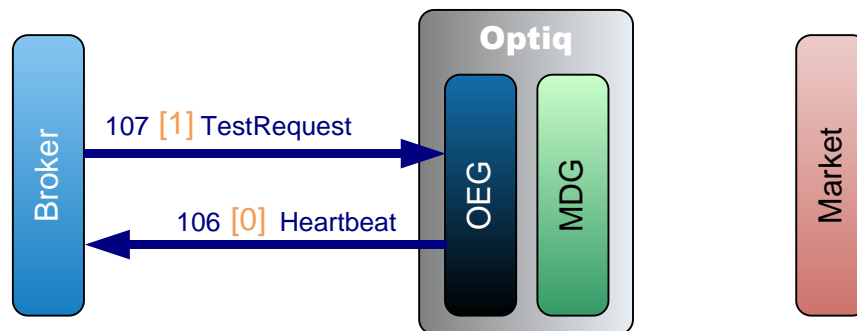 Optiq
107 [1] TestRequest
106 [0] Heartbeat
Broker
OEG
MDG
Market